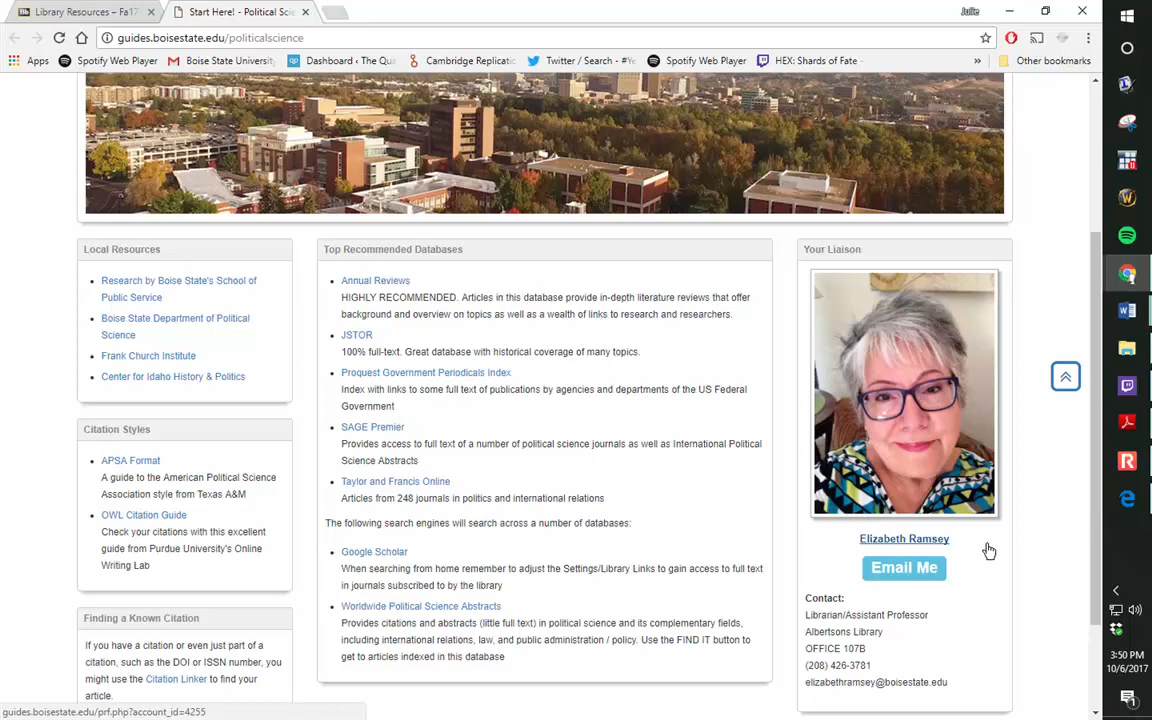 Library Resources – Fa17
Start Here! - Political Scie
Julie
guides.boisestate.edu/politicalscience
Apps
Spotify Web Player
Boise State Universit
Dashboard ‹ The Qua
Cambridge Replicatio
Twitter / Search - #Ye
Spotify Web Player
HEX: Shards of Fate -
»
Other bookmarks
Local Resources
Research by Boise State's School of
Public Service
Boise State Department of Political
Science
Frank Church Institute
Center for Idaho History & Politics
Citation Styles
APSA Format
A guide to the American Political Science
Association style from Texas A&M
OWL Citation Guide
Check your citations with this excellent
guide from Purdue University's Online
Writing Lab
Finding a Known Citation
If you have a citation or even just part of a
citation, such as the DOI or ISSN number, you
might use the Citation Linker to find your
article.
Top Recommended Databases
Annual Reviews
HIGHLY RECOMMENDED. Articles in this database provide in-depth literature reviews that offer
background and overview on topics as well as a wealth of links to research and researchers.
JSTOR
100% full-text. Great database with historical coverage of many topics.
Proquest Government Periodicals Index
Index with links to some full text of publications by agencies and departments of the US Federal
Government
SAGE Premier
Provides access to full text of a number of political science journals as well as International Political
Science Abstracts
Taylor and Francis Online
Articles from 248 journals in politics and international relations
The following search engines will search across a number of databases:
Google Scholar
When searching from home remember to adjust the Settings/Library Links to gain access to full text
in journals subscribed to by the library
Worldwide Political Science Abstracts
Provides citations and abstracts (little full text) in political science and its complementary fields,
including international relations, law, and public administration / policy. Use the FIND IT button to
get to articles indexed in this database
Your Liaison
Elizabeth Ramsey
Email Me
Contact:
Librarian/Assistant Professor
Albertsons Library
OFFICE 107B
(208) 426-3781
elizabethramsey@boisestate.edu
guides.boisestate.edu/prf.php?account_id=4255
3:50 PM
10/6/2017